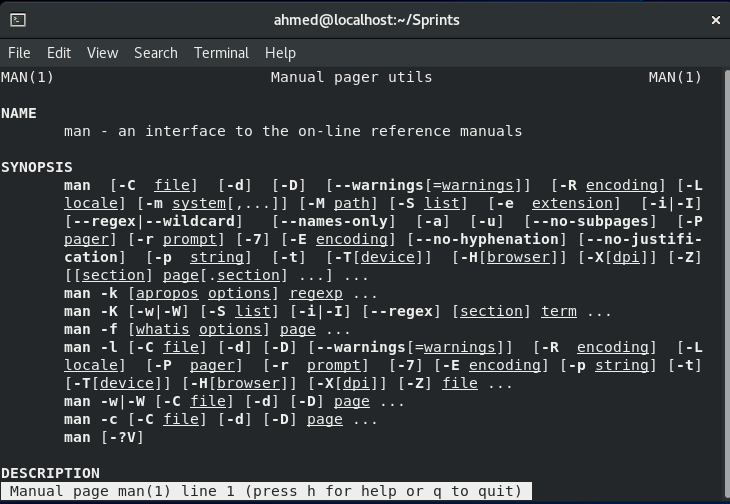 ahmed@localhost:~/Sprints
File Edit View Search Terminal Help
MAN(1) Manual pager utils MAN(1)
NAME
man - an interface to the on-line reference manuals
SYNOPSIS
man [-C file] [-d] [-D] [--warnings[=warnings]] [-R encoding] [-L
locale] [-m system[,...]] [-M path] [-S list] [-e extension] [-i|-I]
[--regex|--wildcard] [--names-only] [-a] [-u] [--no-subpages] [-P
pager] [-r prompt] [-7] [-E encoding] [--no-hyphenation] [--no-justifi-
cation] [-p string] [-t] [-T[device]] [-H[browser]] [-X[dpi]] [-Z]
[[section] page[.section] ...] ...
man -k [apropos options] regexp ...
man -K [-w|-W] [-S list] [-i|-I] [--regex] [section] term ...
man -f [whatis options] page ...
man -l [-C file] [-d] [-D] [--warnings[=warnings]] [-R encoding] [-L
locale] [-P pager] [-r prompt] [-7] [-E encoding] [-p string] [-t]
[-T[device]] [-H[browser]] [-X[dpi]] [-Z] file ...
man -w|-W [-C file] [-d] [-D] page ...
man -c [-C file] [-d] [-D] page ...
man [-?V]
DESCRIPTION
Manual page man(1) line 1 (press h for help or q to quit)